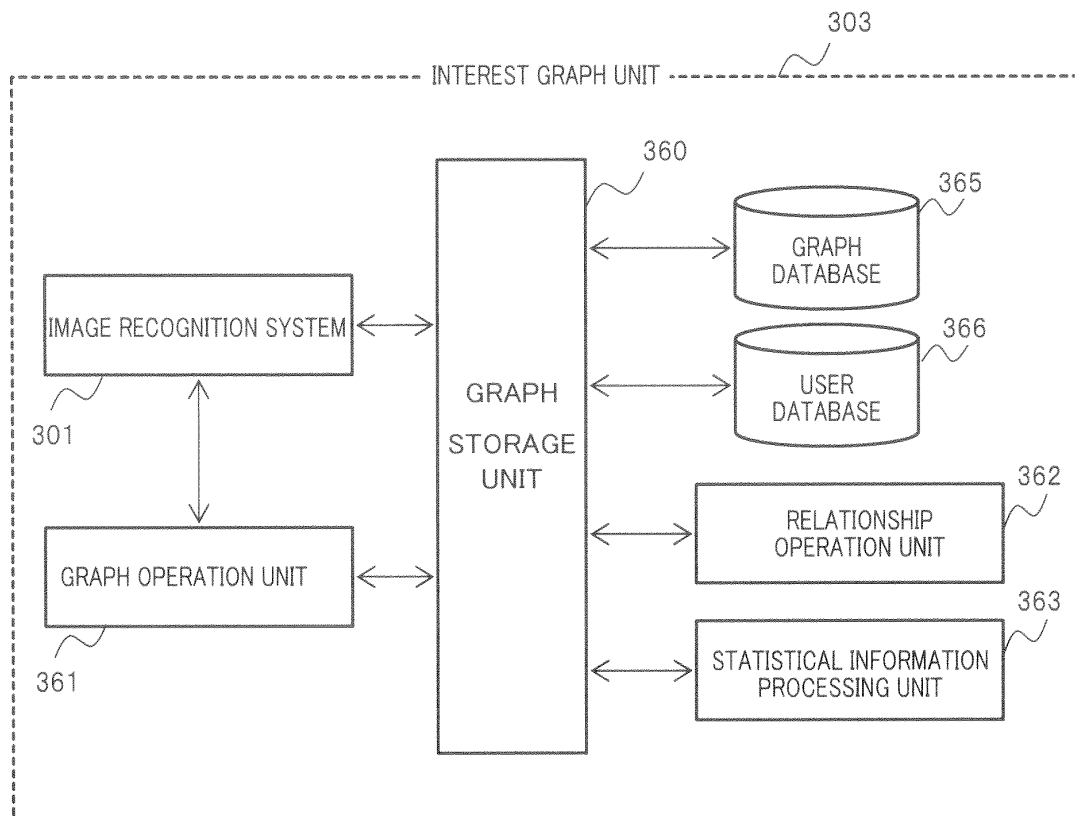 303
INTEREST GRAPH UNIT
360
365
GRAPH
DATABASE
IMAGE RECOGNITION SYSTEM
301
366
USER
DATABASE
GRAPH
STORAGE
UNIT
362
RELATIONSHIP
OPERATION UNIT
GRAPH OPERATION UNIT
361
363
STATISTICAL INFORMATION
PROCESSING UNIT